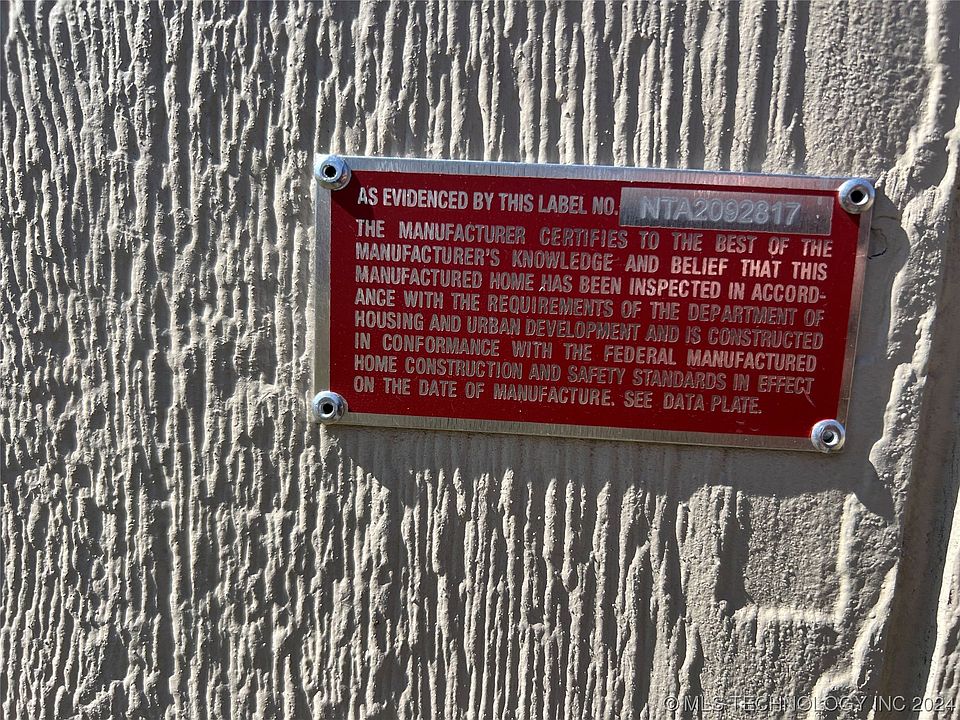 AS EVIDENCED BY THIS LABEL NO. NTA2092817
THE MANUFACTURER CERTIFIES TO THE BEST OF THE
MANUFACTURER'S KNOWLEDGE AND BELIEF THAT THIS
MANUFACTURED HOME HAS BEEN INSPECTED IN ACCORD-
ANCE WITH THE REQUIREMENTS OF THE DEPARTMENT OF
HOUSING AND URBAN DEVELOPMENT AND IS CONSTRUCTED
IN CONFORMANCE WITH THE FEDERAL MANUFACTURED
HOME CONSTRUCTION AND SAFETY STANDARDS IN EFFECT
ON THE DATE OF MANUFACTURE. SEE DATA PLATE.
© MLS TECHNOLOGY INC 2024